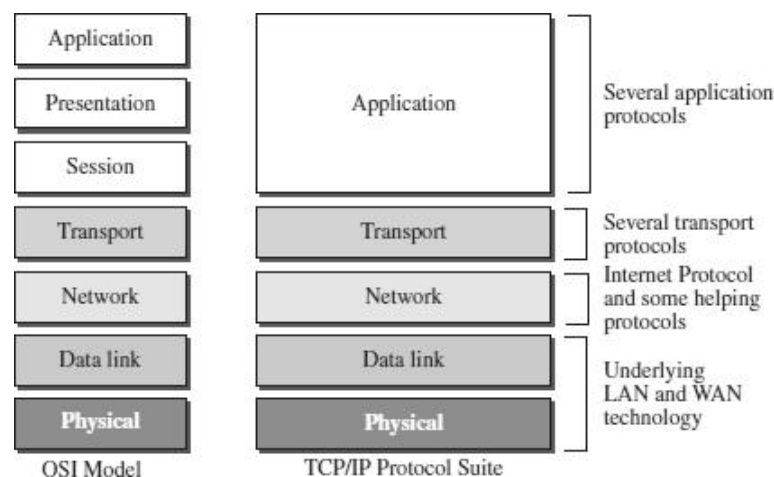 Application
Presentation
Session
Transport
Network
Data link
Physical
OSI Model
Application
Transport
Network
Data link
Physical
TCP/IP Protocol Suite
Several application
protocols
Several transport
protocols
Internet Protocol
and some helping
protocols
Underlying
LAN and WAN
technology